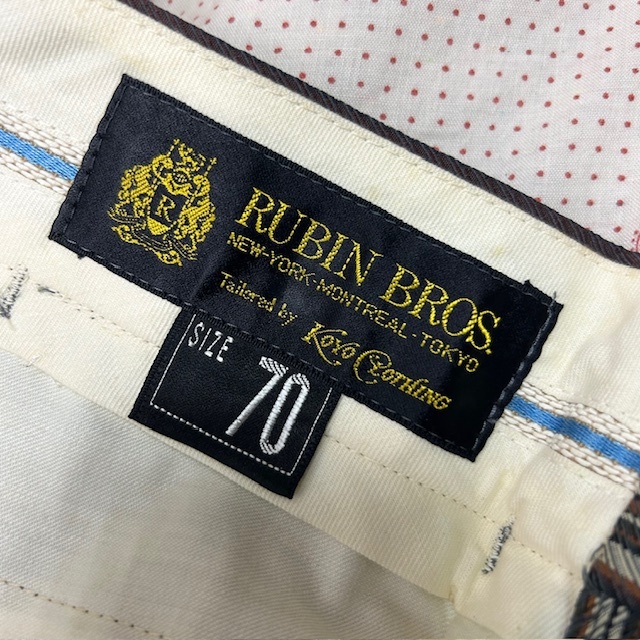 R
RUBIN BROS.
NEW-YORK-MONTREAL-TOKYO
Tailored by Koyo Clothing
SIZE 70